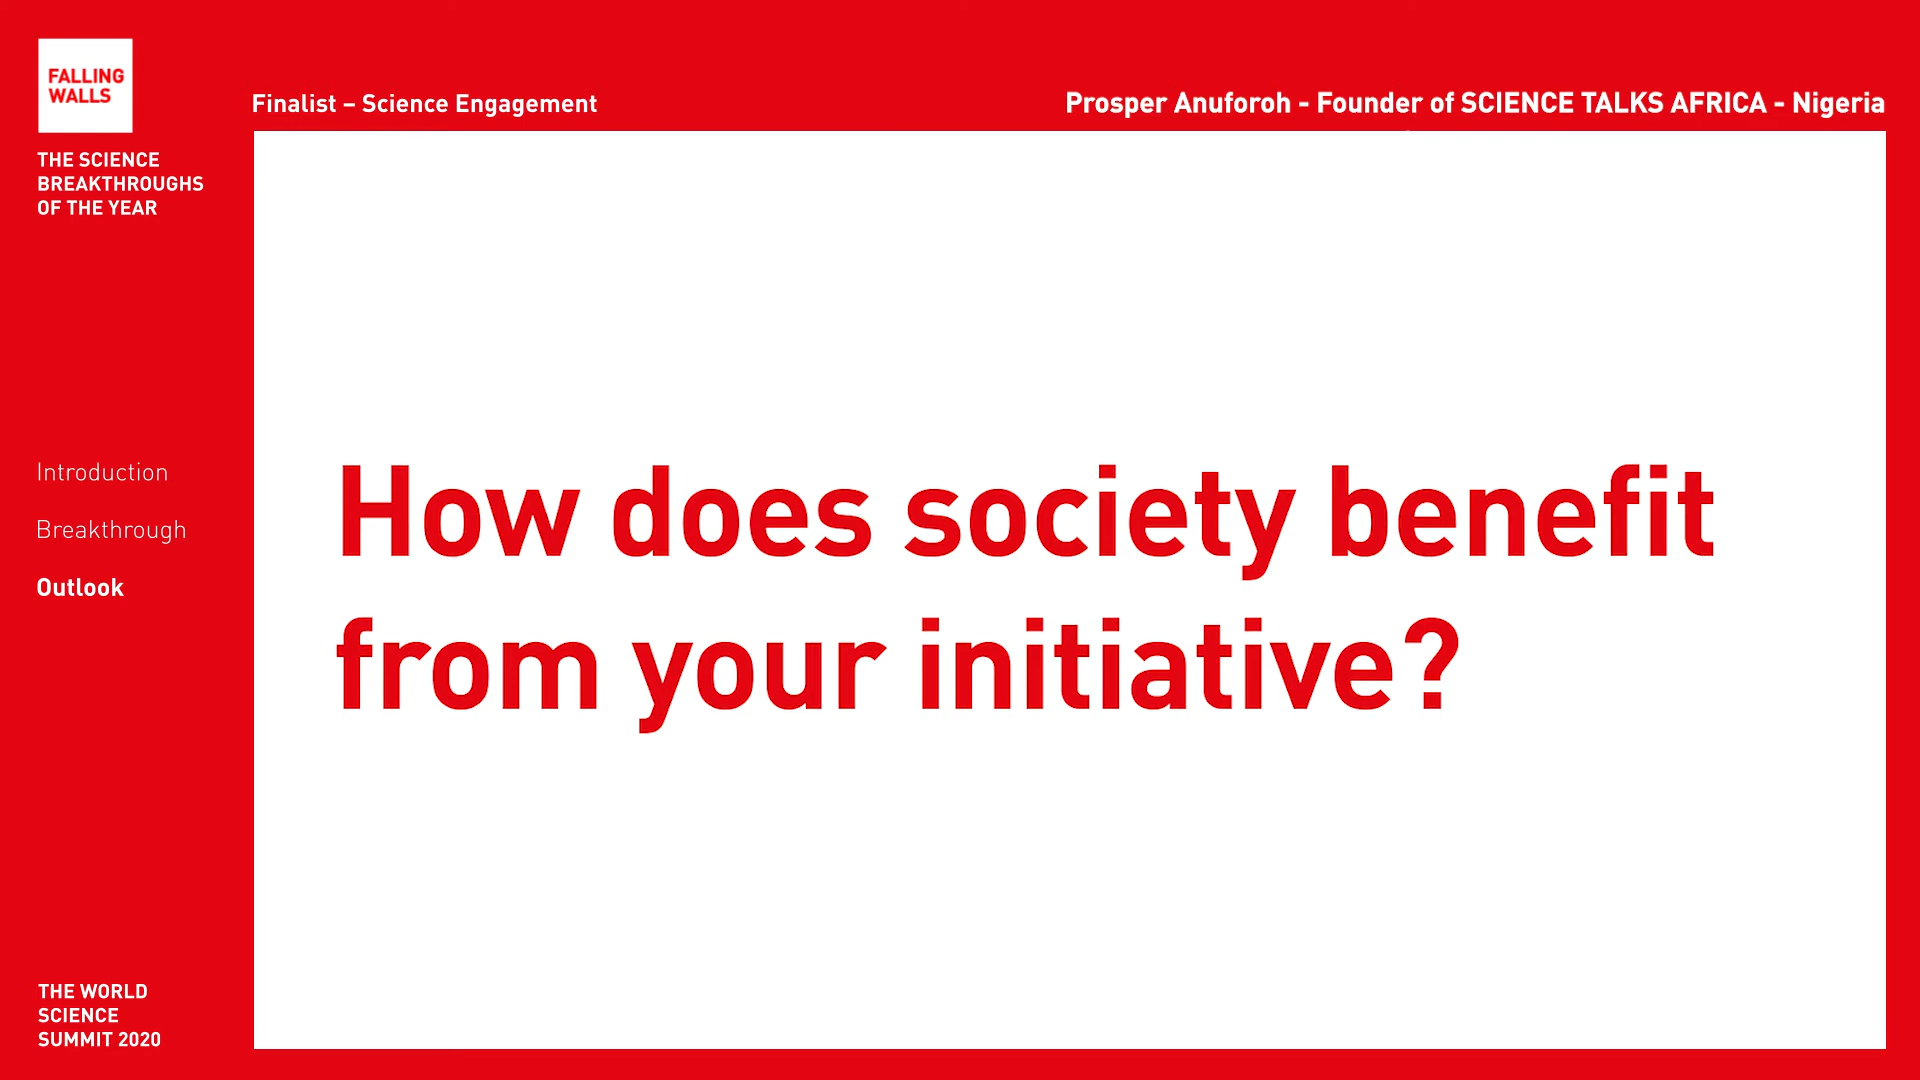 FALLING
WALLS
THE SCIENCE
BREAKTHROUGHS
OF THE YEAR
Finalist – Science Engagement
Prosper Anuforoh - Founder of SCIENCE TALKS AFRICA - Nigeria
Introduction
Breakthrough
Outlook
How does society benefit
from your initiative?
THE WORLD
SCIENCE
SUMMIT 2020